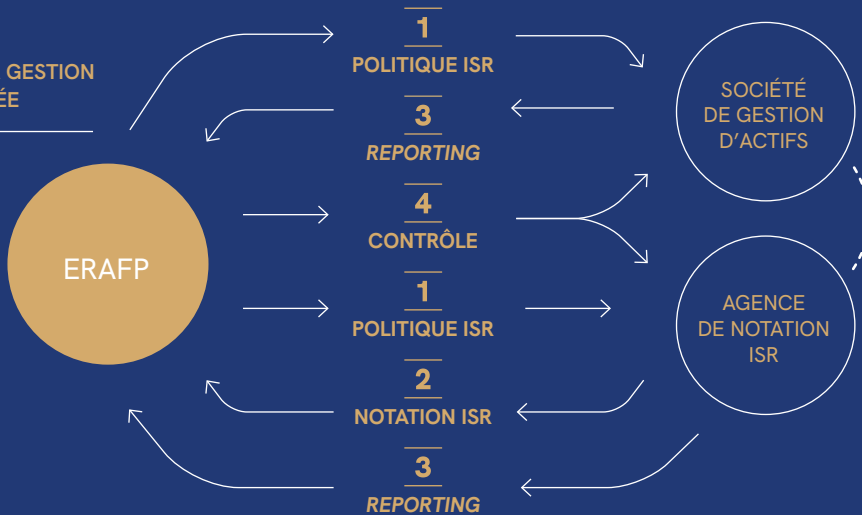 GESTION
ÉE
ERAFP
1
POLITIQUE ISR
3
REPORTING
4
CONTRÔLE
1
POLITIQUE ISR
2
NOTATION ISR
3
REPORTING
SOCIÉTÉ
DE GESTION
D'ACTIFS
AGENCE
DE NOTATION
ISR